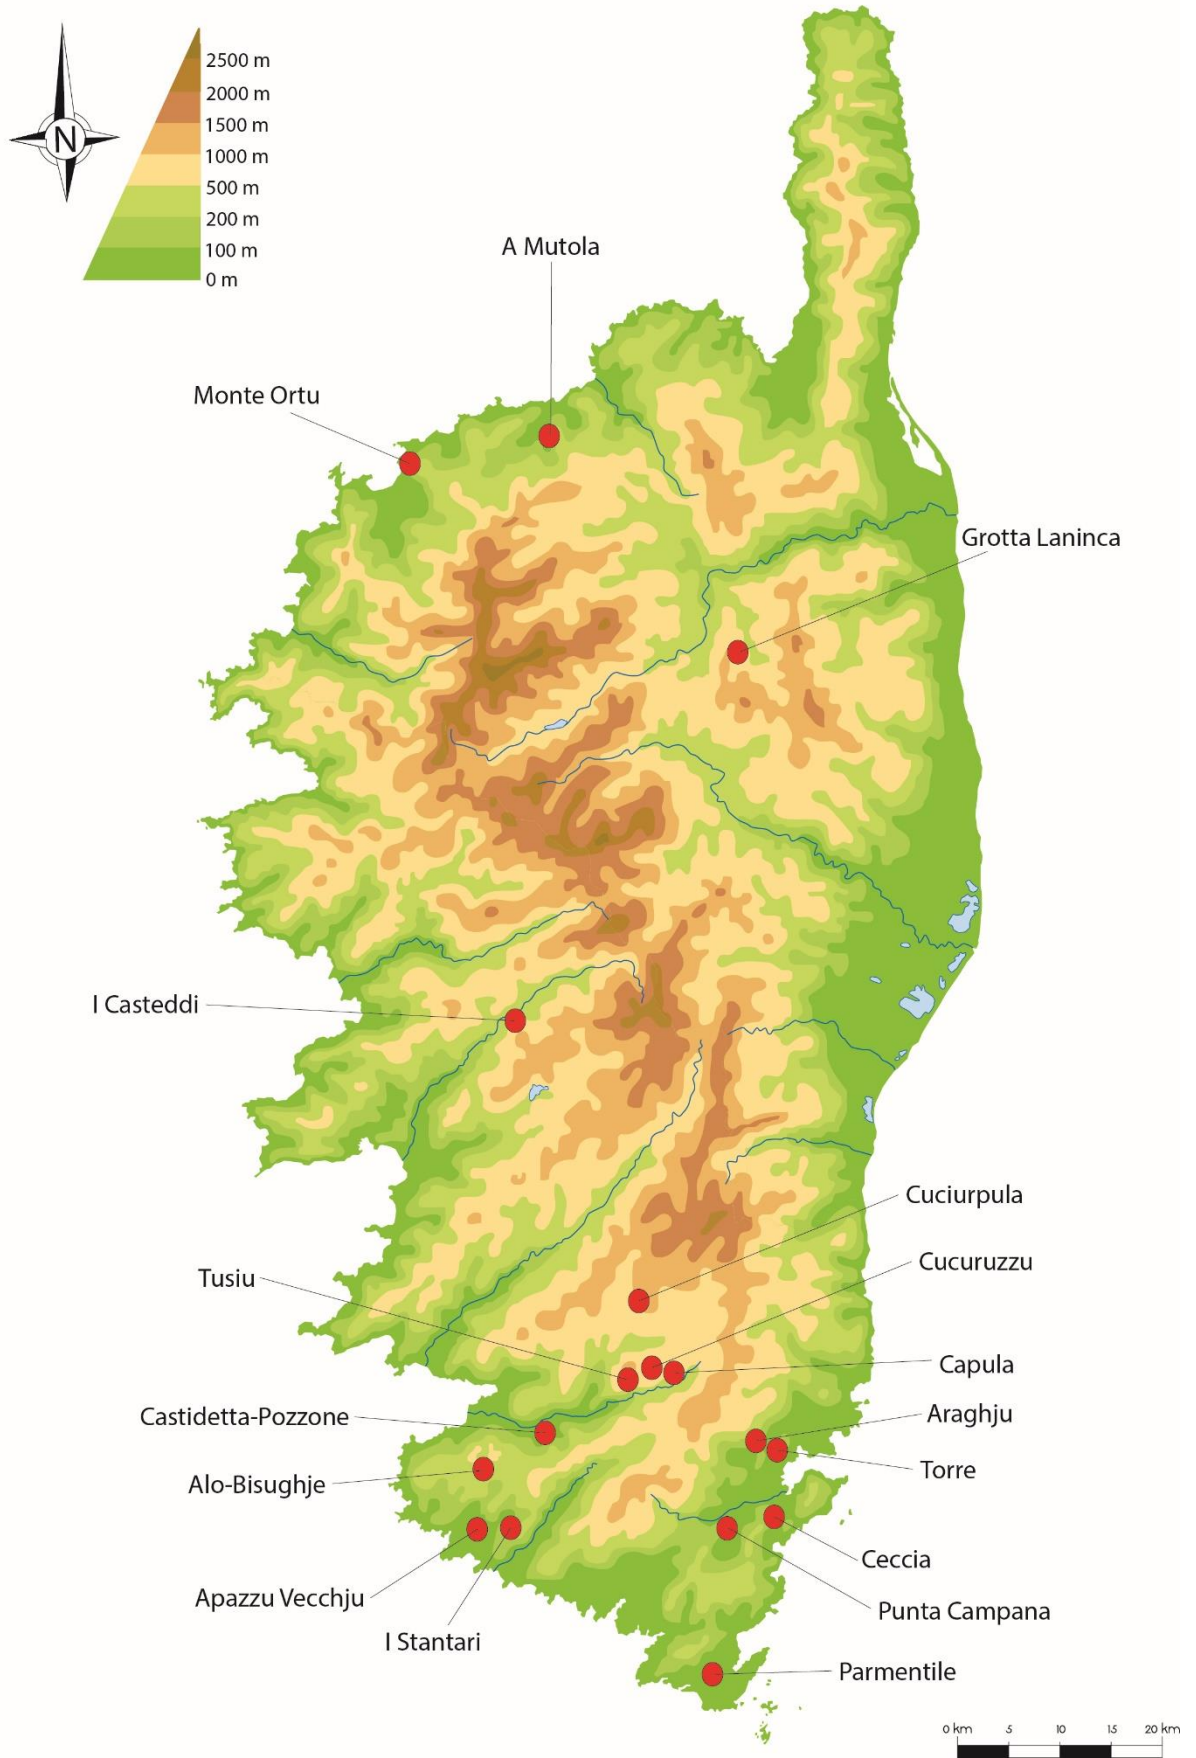 N
2500 m
2000 m
1500 m
1000 m
500 m
200 m
100 m
0 m
A Mutola
Monte Ortu
Grotta Laninca
I Casteddi
Cuciurpula
Cucuruzzu
Tusiu
Capula
Castidetta-Pozzone
Araghju
Torre
Alo-Bisughje
Ceccia
Apazzu Vecchju
Punta Campana
I Stantari
Parmentile
0 km 5 10 15 20 km